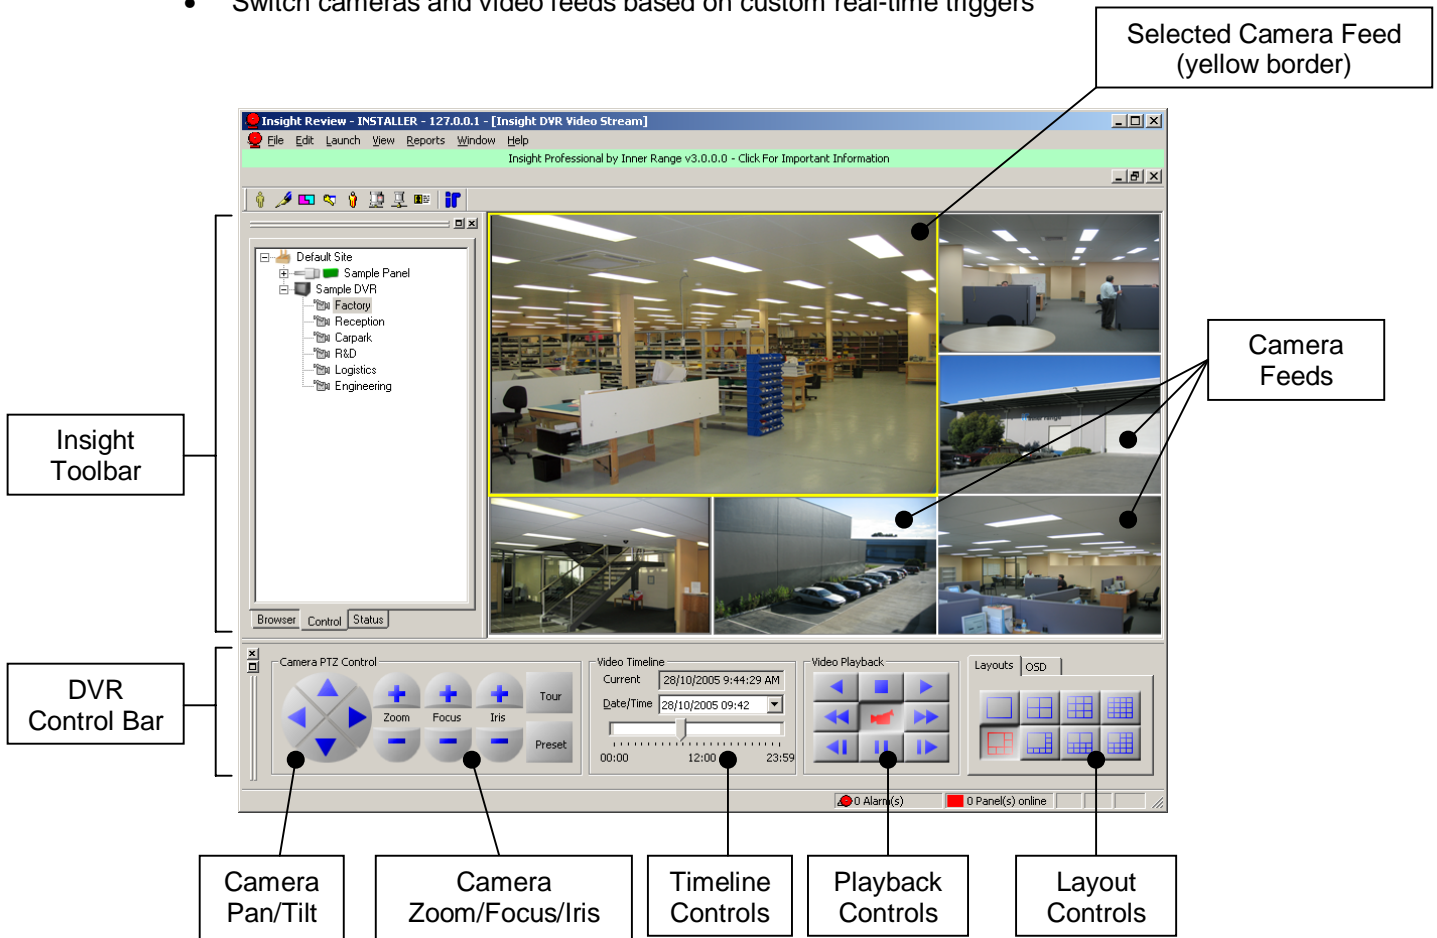 • Switch cameras and video feeds based on custom real-time triggers
Selected Camera Feed
(yellow border)
Insight Review - INSTALLER - 127.0.0.1 - [Insight DVR Video Stream]
File Edit Launch View Reports Window Help
Insight Professional by Inner Range v3.0.0.0 - Click For Important Information
ir
Default Site
Sample Panel
Sample DVR
Factory
Reception
Carpark
R&D
Logistics
Engineering
Browser Control Status
Camera
Feeds
inner range
Insight
Toolbar
DVR
Control Bar
Camera PTZ Control
Zoom Focus Iris
Tour
Preset
Video Timeline
Current 28/10/2005 9:44:29 AM
Date/Time 28/10/2005 09:42
00:00 12:00 23:59
Video Playback
Layouts OSD
0 Alarm(s) 0 Panel(s) online
Camera
Pan/Tilt
Camera
Zoom/Focus/Iris
Timeline
Controls
Playback
Controls
Layout
Controls